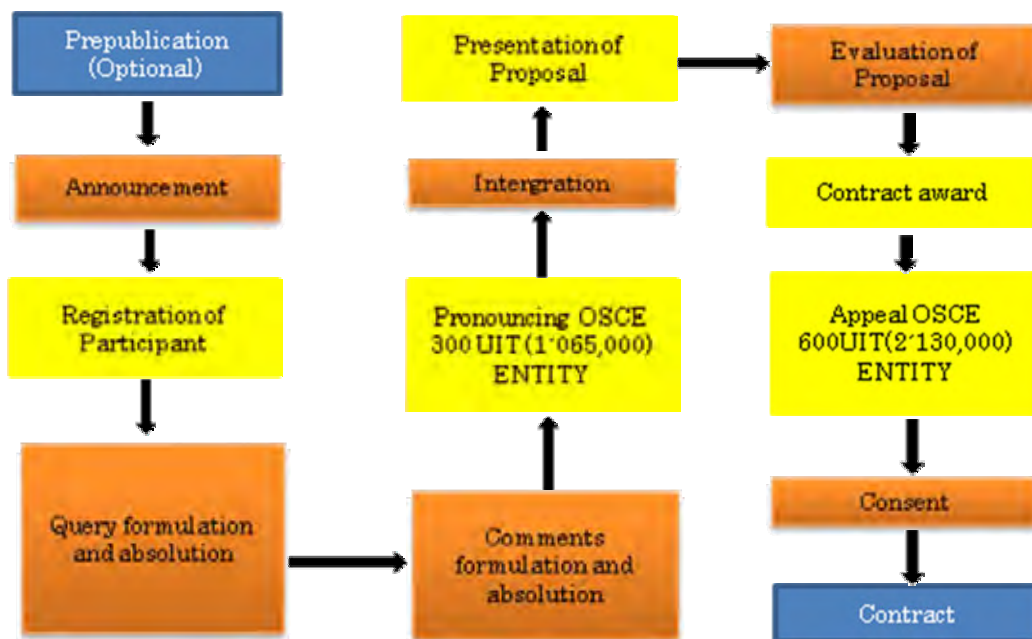 Prepublication
(Optional)
Announcement
Registration of
Participant
Query formulation
and absolution
Comments
formulation and
absolution
Pronouncing OSCE
300 UIT (1´065,000)
ENTITY
Intergration
Presentation of
Proposal
Evaluation of
Proposal
Contract award
Appeal OSCE
600UIT(2´130,000)
ENTITY
Consent
Contract